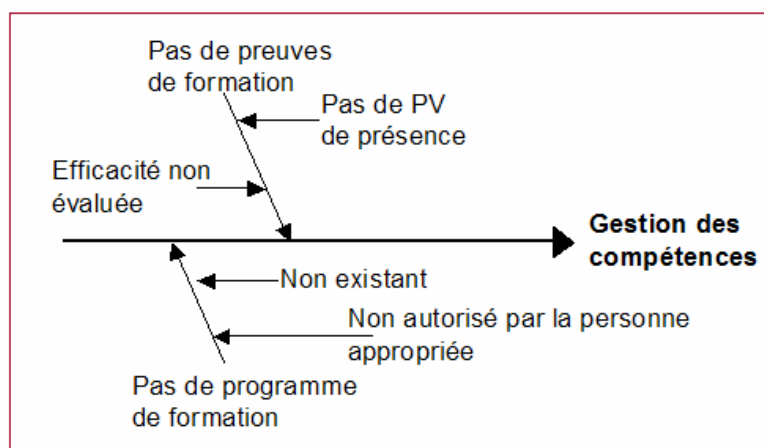 Pas de preuves
de formation
Pas de PV
de présence
Efficacité non
évaluée
Gestion des
compétences
Non existant
Non autorisé par la personne
appropriée
Pas de programme
de formation